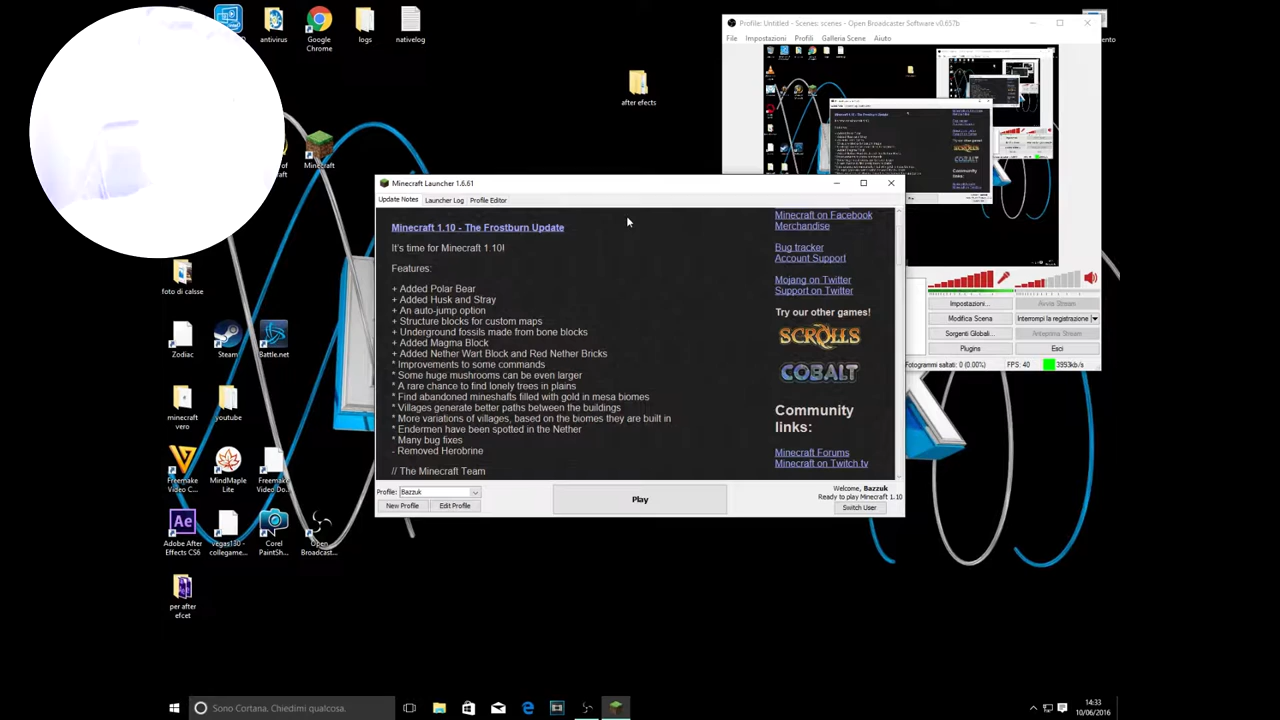 antivirus
Google
Chrome
logs
nativelog
after efects
Minecraft
foto di calsse
Zodiac
Steam
Battle.net
minecraft
vero
youtube
Freemake
Video C...
MindMaple
Lite
Freemake
Video Do...
Adobe After
Effects CS6
vegas130 -
collegame...
Corel
PaintSh...
Open
Broadcast...
per after
efcet
Profile: Untitled - Scenes: scenes - Open Broadcaster Software v0.657b
File Impostazioni Profili Galleria Scene Aiuto
Minecraft Launcher 1.6.61
Update Notes Launcher Log Profile Editor
Minecraft 1.10 - The Frostburn Update
It's time for Minecraft 1.10!
Features:
+ Added Polar Bear
+ Added Husk and Stray
+ An auto-jump option
+ Structure blocks for custom maps
+ Underground fossils made from bone blocks
+ Added Magma Block
+ Added Nether Wart Block and Red Nether Bricks
* Improvements to some commands
* Some huge mushrooms can be even larger
* A rare chance to find lonely trees in plains
* Find abandoned mineshafts filled with gold in mesa biomes
* Villages generate better paths between the buildings
* More variations of villages, based on the biomes they are built in
* Endermen have been spotted in the Nether
* Many bug fixes
- Removed Herobrine
// The Minecraft Team
Minecraft on Facebook
Merchandise
Bug tracker
Account Support
Mojang on Twitter
Support on Twitter
Try our other games!
SCROLLS
COBALT
Community
links:
Minecraft Forums
Minecraft on Twitch.tv
Profile: Bazzuk
New Profile Edit Profile
Play
Welcome, Bazzuk
Ready to play Minecraft 1.10
Switch User
Impostazioni... Avvia Stream
Modifica Scena Interrompi la registrazione
Sorgenti Globali... Anteprima Stream
Plugins Esci
Fotogrammi saltati: 0 (0.00%) FPS: 40 3993kb/s
Sono Cortana. Chiedimi qualcosa.
14:33
10/06/2016